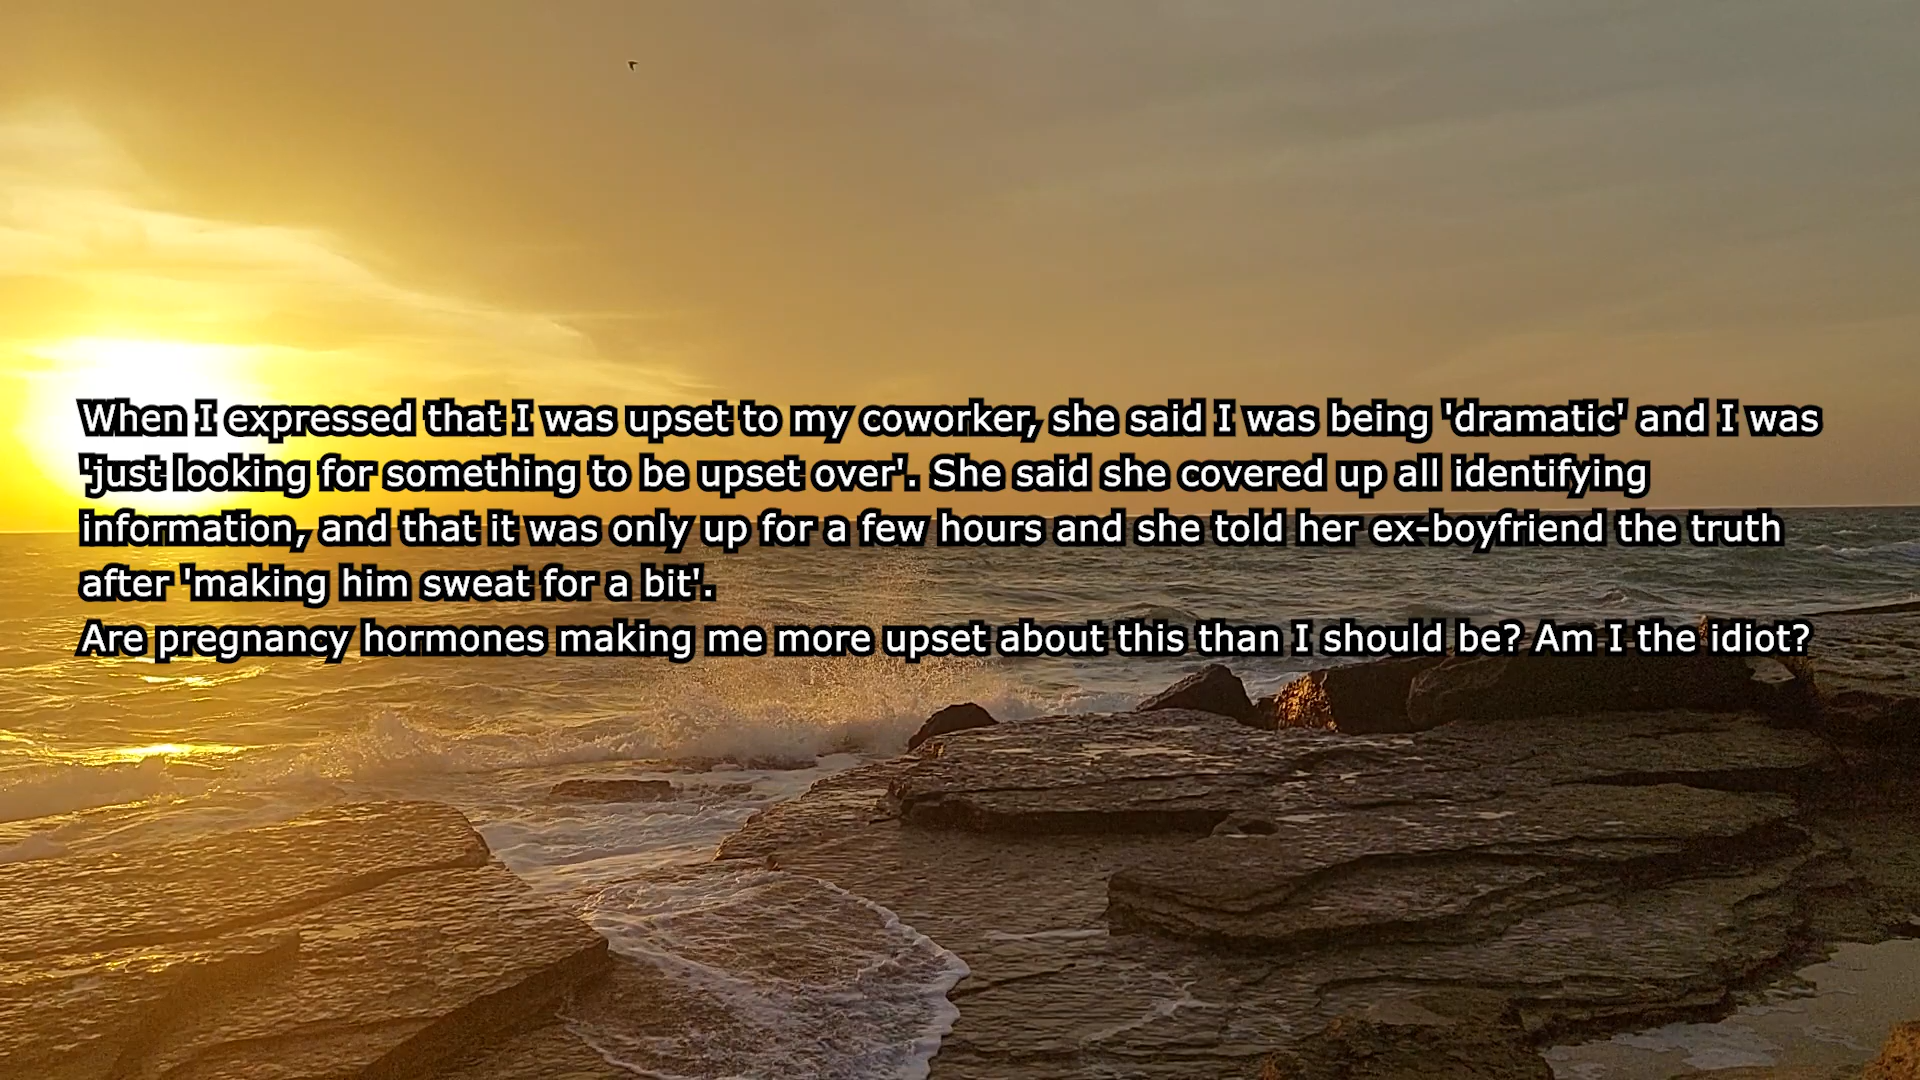 When I expressed that I was upset to my coworker, she said I was being 'dramatic' and I was
'just looking for something to be upset over'. She said she covered up all identifying
information, and that it was only up for a few hours and she told her ex-boyfriend the truth
after 'making him sweat for a bit'.
Are pregnancy hormones making me more upset about this than I should be? Am I the idiot?